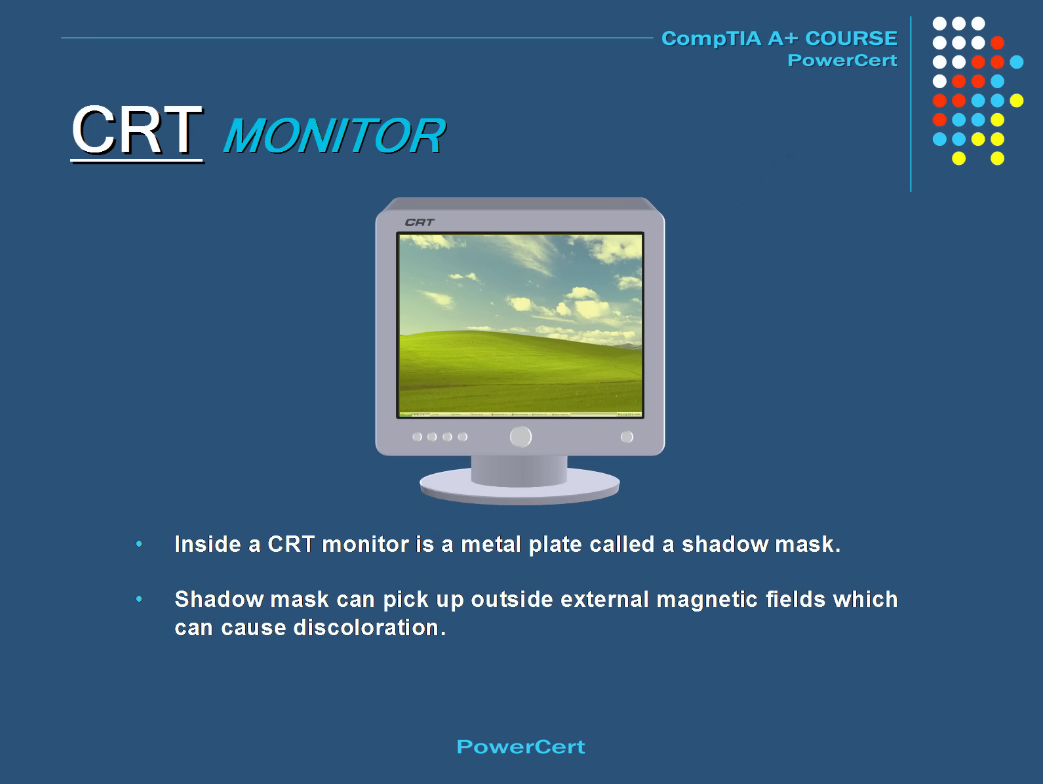 CompTIA A+ COURSE
PowerCert
CRT MONITOR
CRT
• Inside a CRT monitor is a metal plate called a shadow mask.
• Shadow mask can pick up outside external magnetic fields which
can cause discoloration.
PowerCert